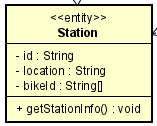 <<entity>>
Station
- id : String
- location : String
- bikeId : String[]
+ getStationInfo() : void